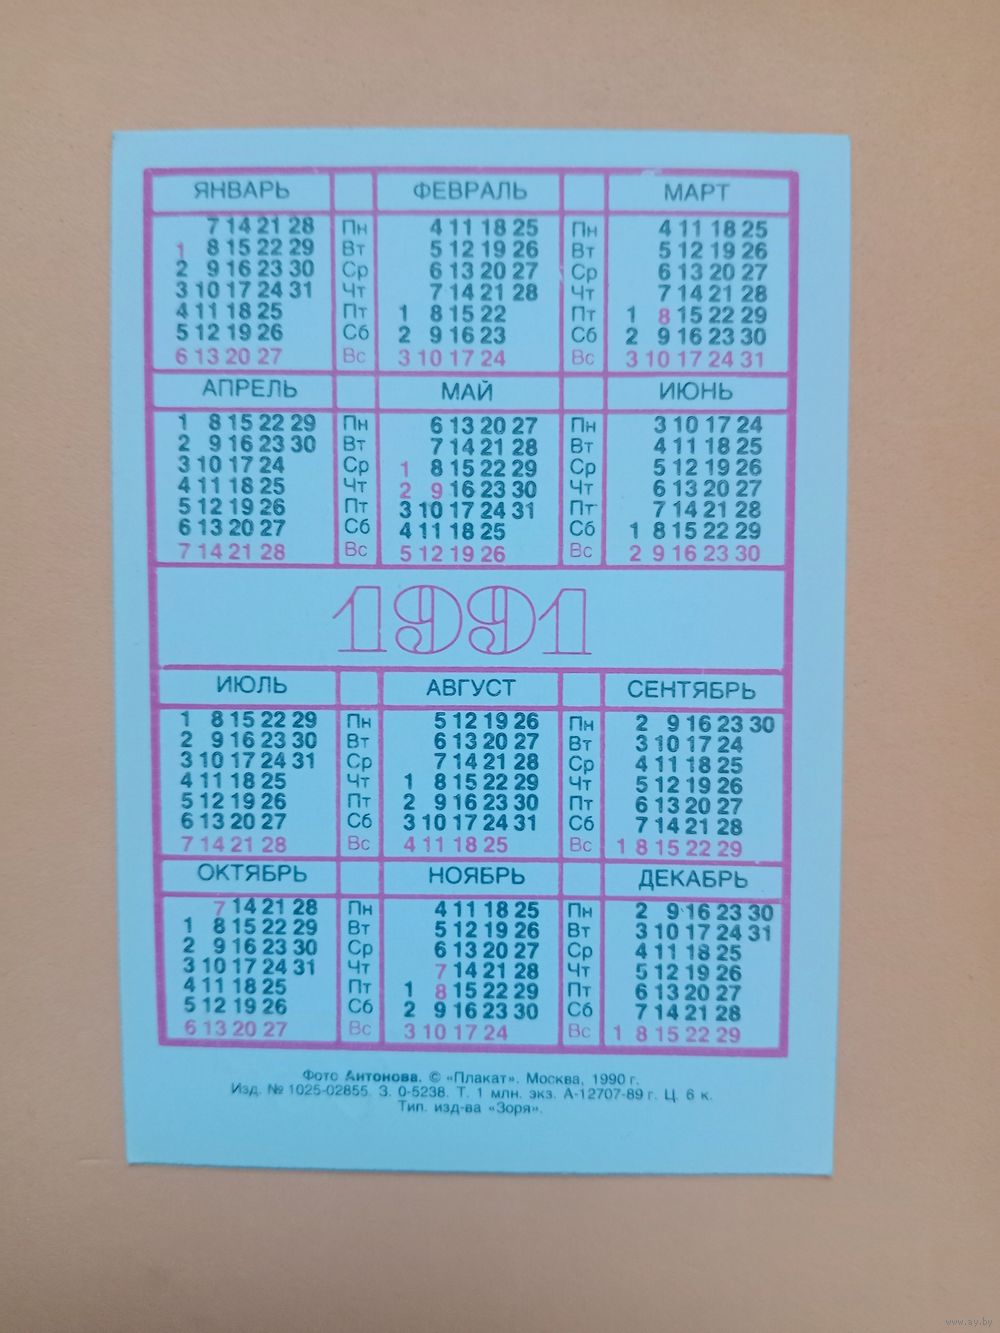 ЯНВАРЬ ФЕВРАЛЬ МАРТ
7 14 21 28 Пн 4 11 18 25 Пн 4 11 18 25
1 8 15 22 29 Вт 5 12 19 26 Вт 5 12 19 26
2 9 16 23 30 Ср 6 13 20 27 Ср 6 13 20 27
3 10 17 24 31 Чт 7 14 21 28 Чт 7 14 21 28
4 11 18 25 Пт 1 8 15 22 Пт 1 8 15 22 29
5 12 19 26 Сб 2 9 16 23 Сб 2 9 16 23 30
6 13 20 27 Вс 3 10 17 24 Вс 3 10 17 24 31
АПРЕЛЬ МАЙ ИЮНЬ
1 8 15 22 29 Пн 6 13 20 27 Пн 3 10 17 24
2 9 16 23 30 Вт 7 14 21 28 Вт 4 11 18 25
3 10 17 24 Ср 1 8 15 22 29 Ср 5 12 19 26
4 11 18 25 Чт 2 9 16 23 30 Чт 6 13 20 27
5 12 19 26 Пт 3 10 17 24 31 Пт 7 14 21 28
6 13 20 27 Сб 4 11 18 25 Сб 1 8 15 22 29
7 14 21 28 Вс 5 12 19 26 Вс 2 9 16 23 30
1991
ИЮЛЬ АВГУСТ СЕНТЯБРЬ
1 8 15 22 29 Пн 5 12 19 26 Пн 2 9 16 23 30
2 9 16 23 30 Вт 6 13 20 27 Вт 3 10 17 24
3 10 17 24 31 Ср 7 14 21 28 Ср 4 11 18 25
4 11 18 25 Чт 1 8 15 22 29 Чт 5 12 19 26
5 12 19 26 Пт 2 9 16 23 30 Пт 6 13 20 27
6 13 20 27 Сб 3 10 17 24 31 Сб 7 14 21 28
7 14 21 28 Вс 4 11 18 25 Вс 1 8 15 22 29
ОКТЯБРЬ НОЯБРЬ ДЕКАБРЬ
7 14 21 28 Пн 4 11 18 25 Пн 2 9 16 23 30
1 8 15 22 29 Вт 5 12 19 26 Вт 3 10 17 24 31
2 9 16 23 30 Ср 6 13 20 27 Ср 4 11 18 25
3 10 17 24 31 Чт 7 14 21 28 Чт 5 12 19 26
4 11 18 25 Пт 1 8 15 22 29 Пт 6 13 20 27
5 12 19 26 Сб 2 9 16 23 30 Сб 7 14 21 28
6 13 20 27 Вс 3 10 17 24 Вс 1 8 15 22 29
Фото Антонова. © «Плакат». Москва, 1990 г.
Изд. № 1025-02855. З. 0-5238. Т. 1 млн. экз. А-12707-89 г. Ц. 6 к.
Тип. изд-ва «Зоря».
www.ay.by